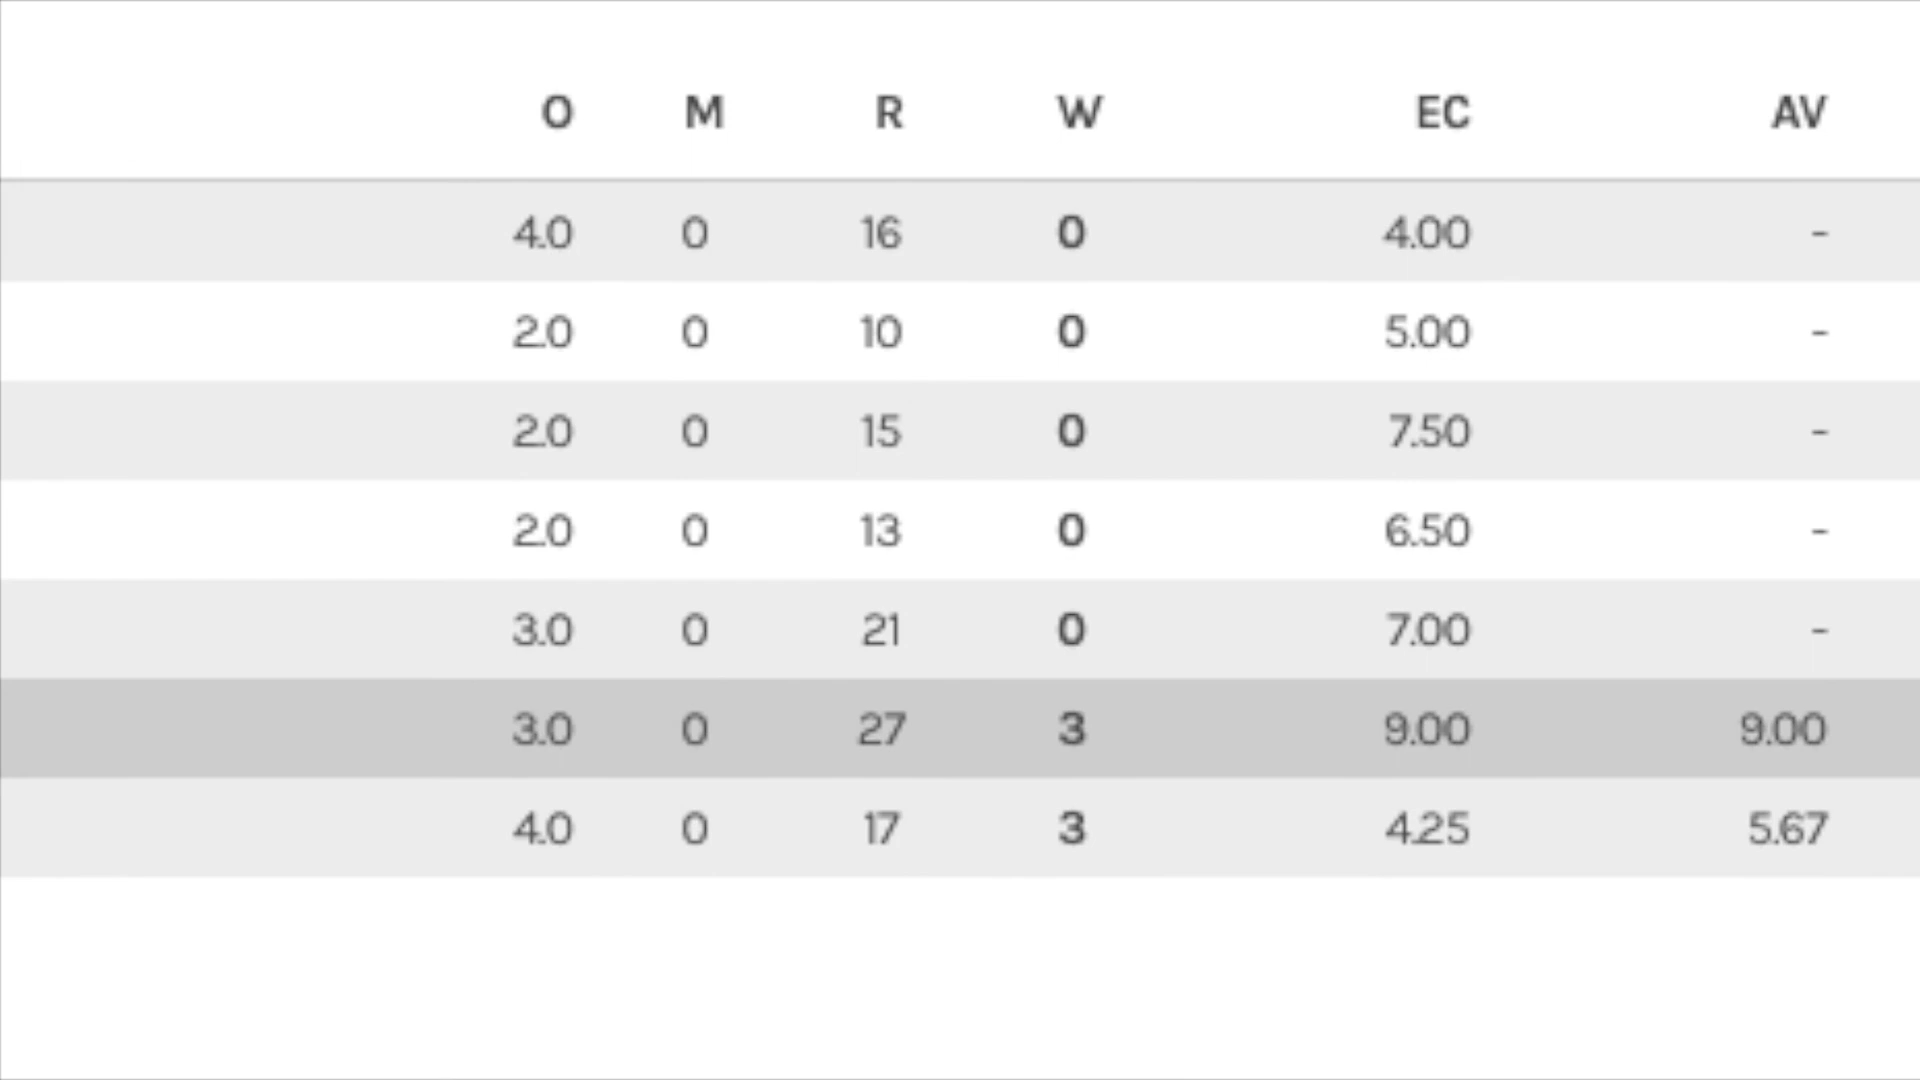 O M R W EC AV
4.0 0 16 0 4.00 -
2.0 0 10 0 5.00 -
2.0 0 15 0 7.50 -
2.0 0 13 0 6.50 -
3.0 0 21 0 7.00 -
3.0 0 27 3 9.00 9.00
4.0 0 17 3 4.25 5.67